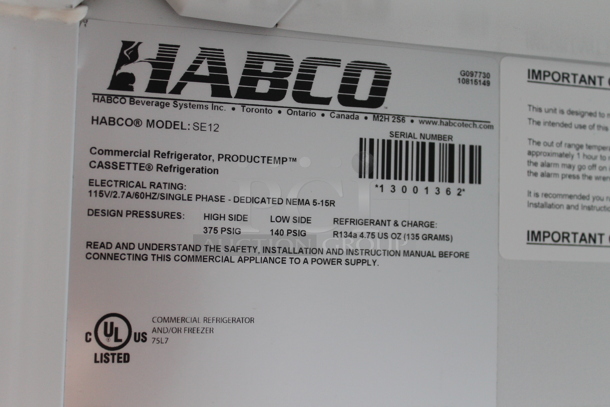 HABCO
G097730
10815149
HABCO Beverage Systems Inc. • Toronto • Ontario • Canada • M2H 2S6 • www.habcotech.com
HABCO® MODEL: SE12
SERIAL NUMBER
*13001362*
Commercial Refrigerator, PRODUCTEMP™
CASSETTE® Refrigeration
ELECTRICAL RATING:
115V/2.7A/60HZ/SINGLE PHASE - DEDICATED NEMA 5-15R
DESIGN PRESSURES: HIGH SIDE LOW SIDE REFRIGERANT & CHARGE:
375 PSIG 140 PSIG R134a 4.75 US OZ (135 GRAMS)
READ AND UNDERSTAND THE SAFETY, INSTALLATION AND INSTRUCTION MANUAL BEFORE
CONNECTING THIS COMMERCIAL APPLIANCE TO A POWER SUPPLY.
C UL US
LISTED
COMMERCIAL REFRIGERATOR
AND/OR FREEZER
75L7
IMPORTANT
This unit is designed to
The intended use of this
The out of range
approximately 1 hour to
the alarm may go off on
the alarm press the
It is recommended
Installation and
IMPORTANT
AUCTION GROUP